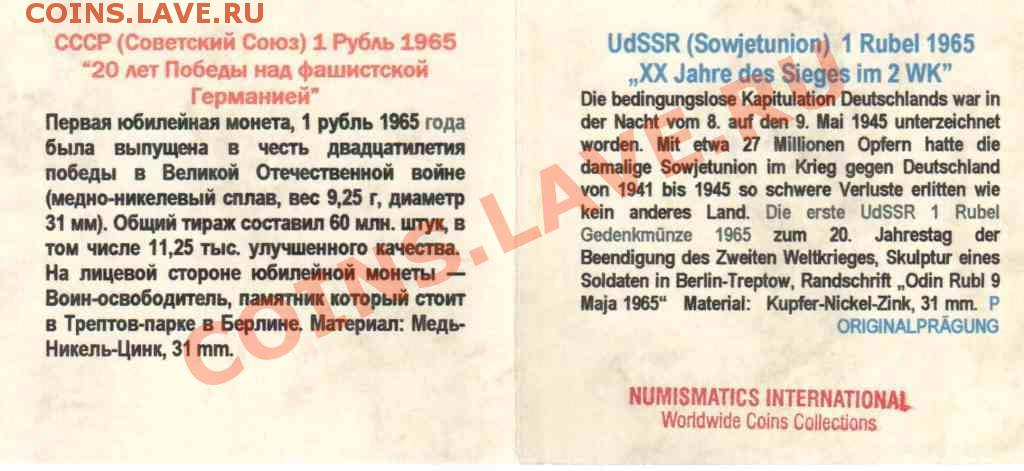 COINS.LAVE.RU
СССР (Советский Союз) 1 Рубль 1965
"20 лет Победы над фашистской
Германией"
Первая юбилейная монета, 1 рубль 1965 года
была выпущена в честь двадцатилетия
победы в Великой Отечественной войне
(медно-никелевый сплав, вес 9,25 г, диаметр
31 мм). Общий тираж составил 60 млн. штук, в
том числе 11,25 тыс. улучшенного качества.
На лицевой стороне юбилейной монеты —
Воин-освободитель, памятник который стоит
в Трептов-парке в Берлине. Материал: Медь-
Никель-Цинк, 31 mm.
UdSSR (Sowjetunion) 1 Rubel 1965
„XX Jahre des Sieges im 2 WK"
Die bedingungslose Kapitulation Deutschlands war in
der Nacht vom 8. auf den 9. Mai 1945 unterzeichnet
worden. Mit etwa 27 Millionen Opfern hatte die
damalige Sowjetunion im Krieg gegen Deutschland
von 1941 bis 1945 so schwere Verluste erlitten wie
kein anderes Land. Die erste UdSSR 1 Rubel
Gedenkmünze 1965 zum 20. Jahrestag der
Beendigung des Zweiten Weltkrieges, Skulptur eines
Soldaten in Berlin-Treptow, Randschrift „Odin Rubl 9
Maja 1965" Material: Kupfer-Nickel-Zink, 31 mm. P
ORIGINALPRÄGUNG
NUMISMATICS INTERNATIONAL
Worldwide Coins Collections
COINS.LAVE.RU